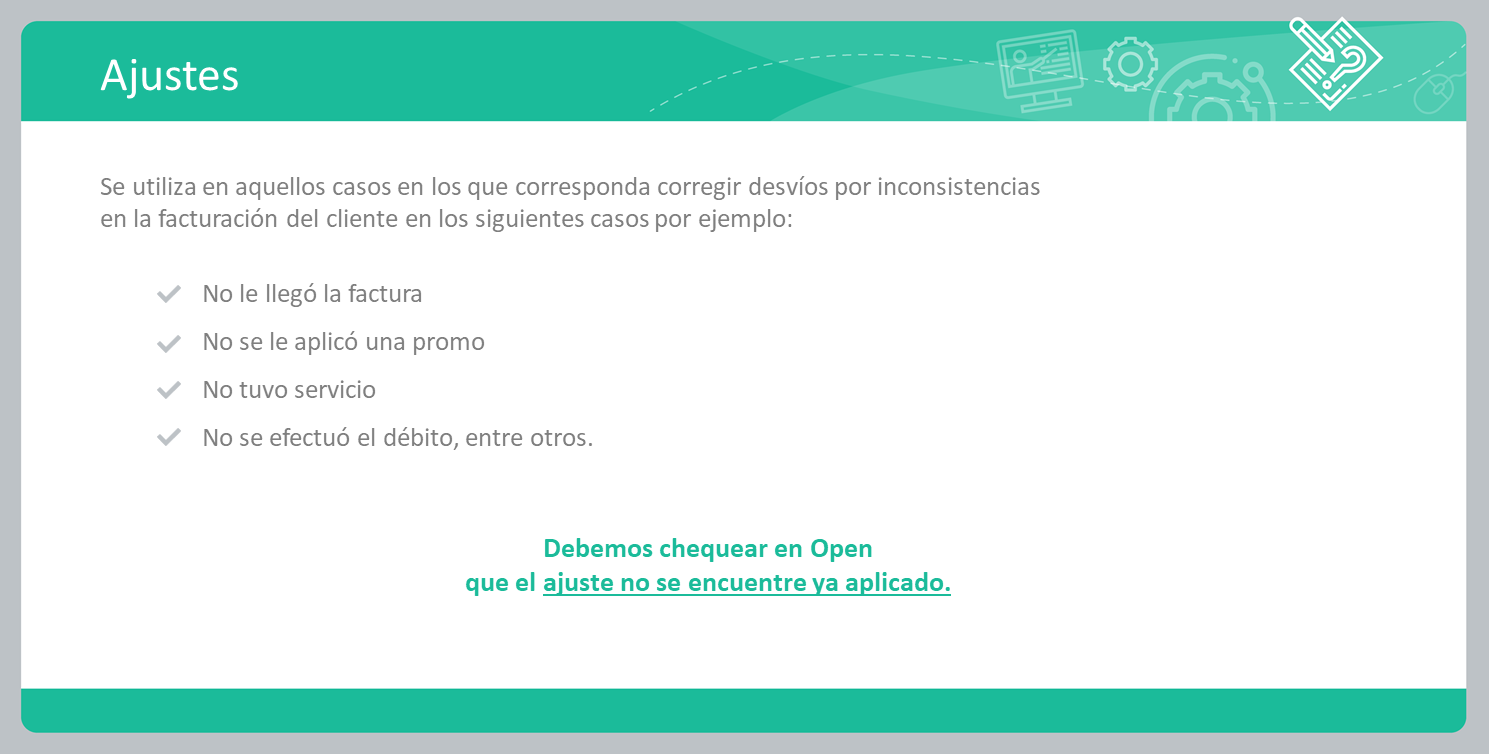 Ajustes
Se utiliza en aquellos casos en los que corresponda corregir desvíos por inconsistencias
en la facturación del cliente en los siguientes casos por ejemplo:
No le llegó la factura
No se le aplicó una promo
No tuvo servicio
No se efectuó el débito, entre otros.
Debemos chequear en Open
que el ajuste no se encuentre ya aplicado.